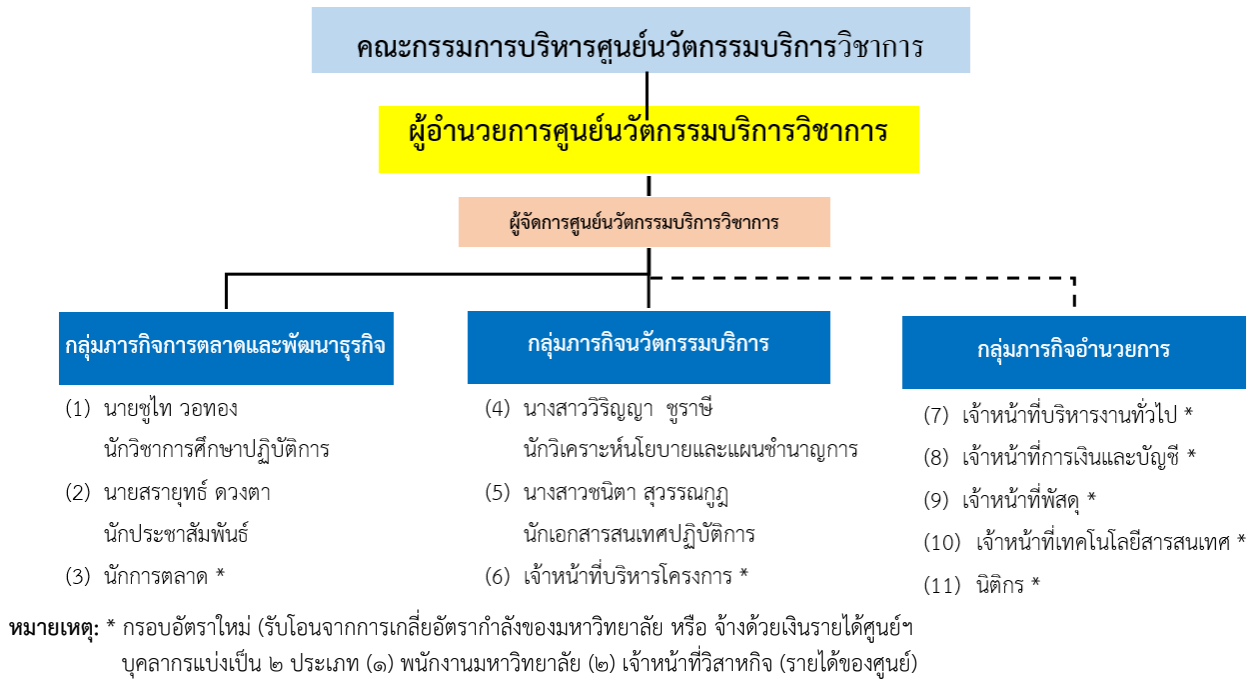 คณะกรรมการบริหารศูนย์นวัตกรรมบริการวิชาการ
ผู้อำนวยการศูนย์นวัตกรรมบริการวิชาการ
ผู้จัดการศูนย์นวัตกรรมบริการวิชาการ
กลุ่มภารกิจการตลาดและพัฒนาธุรกิจ
(1) นายชูไท วอทอง
นักวิชาการศึกษาปฏิบัติการ
(2) นายสรายุทธ์ ดวงตา
นักประชาสัมพันธ์
(3) นักการตลาด *
กลุ่มภารกิจนวัตกรรมบริการ
(4) นางสาววิริญญา ชูราษี
นักวิเคราะห์นโยบายและแผนชำนาญการ
(5) นางสาวชนิตา สุวรรณกูฎ
นักเอกสารสนเทศปฏิบัติการ
(6) เจ้าหน้าที่บริหารโครงการ *
กลุ่มภารกิจอำนวยการ
(7) เจ้าหน้าที่บริหารงานทั่วไป *
(8) เจ้าหน้าที่การเงินและบัญชี *
(9) เจ้าหน้าที่พัสดุ *
(10) เจ้าหน้าที่เทคโนโลยีสารสนเทศ *
(11) นิติกร *
หมายเหตุ: * กรอบอัตราใหม่ (รับโอนจากการเกลี่ยอัตรากำลังของมหาวิทยาลัย หรือ จ้างด้วยเงินรายได้ศูนย์ฯ
บุคลากรแบ่งเป็น ๒ ประเภท (๑) พนักงานมหาวิทยาลัย (๒) เจ้าหน้าที่วิสาหกิจ (รายได้ของศูนย์)